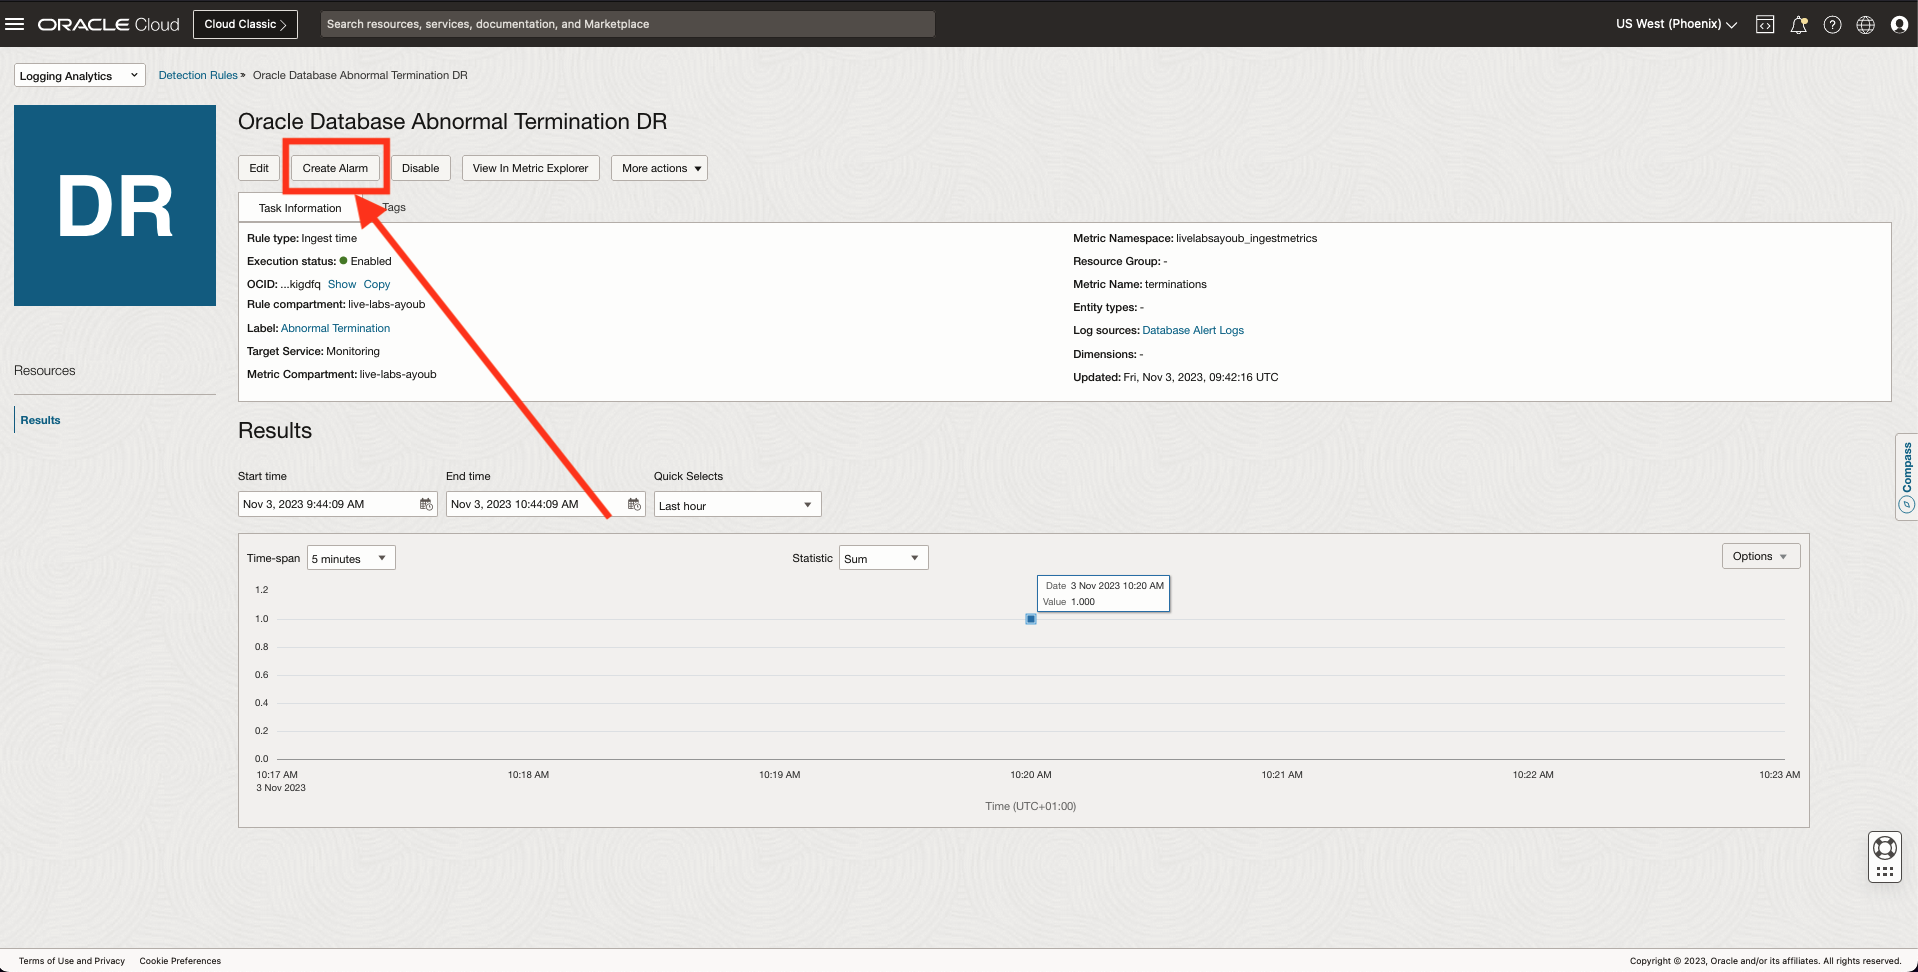 ORACLE Cloud
Cloud Classic >
Search resources, services, documentation, and Marketplace
US West (Phoenix)
Logging Analytics
Detection Rules » Oracle Database Abnormal Termination DR
DR
Oracle Database Abnormal Termination DR
Edit
Create Alarm
Disable
View In Metric Explorer
More actions
Task Information
Tags
Rule type: Ingest time
Execution status: Enabled
OCID: ...kigdfq Show Copy
Rule compartment: live-labs-ayoub
Label: Abnormal Termination
Target Service: Monitoring
Metric Compartment: live-labs-ayoub
Metric Namespace: livelabsayoub_ingestmetrics
Resource Group: -
Metric Name: terminations
Entity types: -
Log sources: Database Alert Logs
Dimensions: -
Updated: Fri, Nov 3, 2023, 09:42:16 UTC
Resources
Results
Results
Start time
End time
Quick Selects
Nov 3, 2023 9:44:09 AM
Nov 3, 2023 10:44:09 AM
Last hour
Time-span 5 minutes
Statistic Sum
Options
Date 3 Nov 2023 10:20 AM
Value 1.000
1.2
1.0
0.8
0.6
0.4
0.2
0.0
10:17 AM
3 Nov 2023
10:18 AM
10:19 AM
10:20 AM
10:21 AM
10:22 AM
10:23 AM
Time (UTC+01:00)
Compass
Terms of Use and Privacy
Cookie Preferences
Copyright © 2023, Oracle and/or its affiliates. All rights reserved.